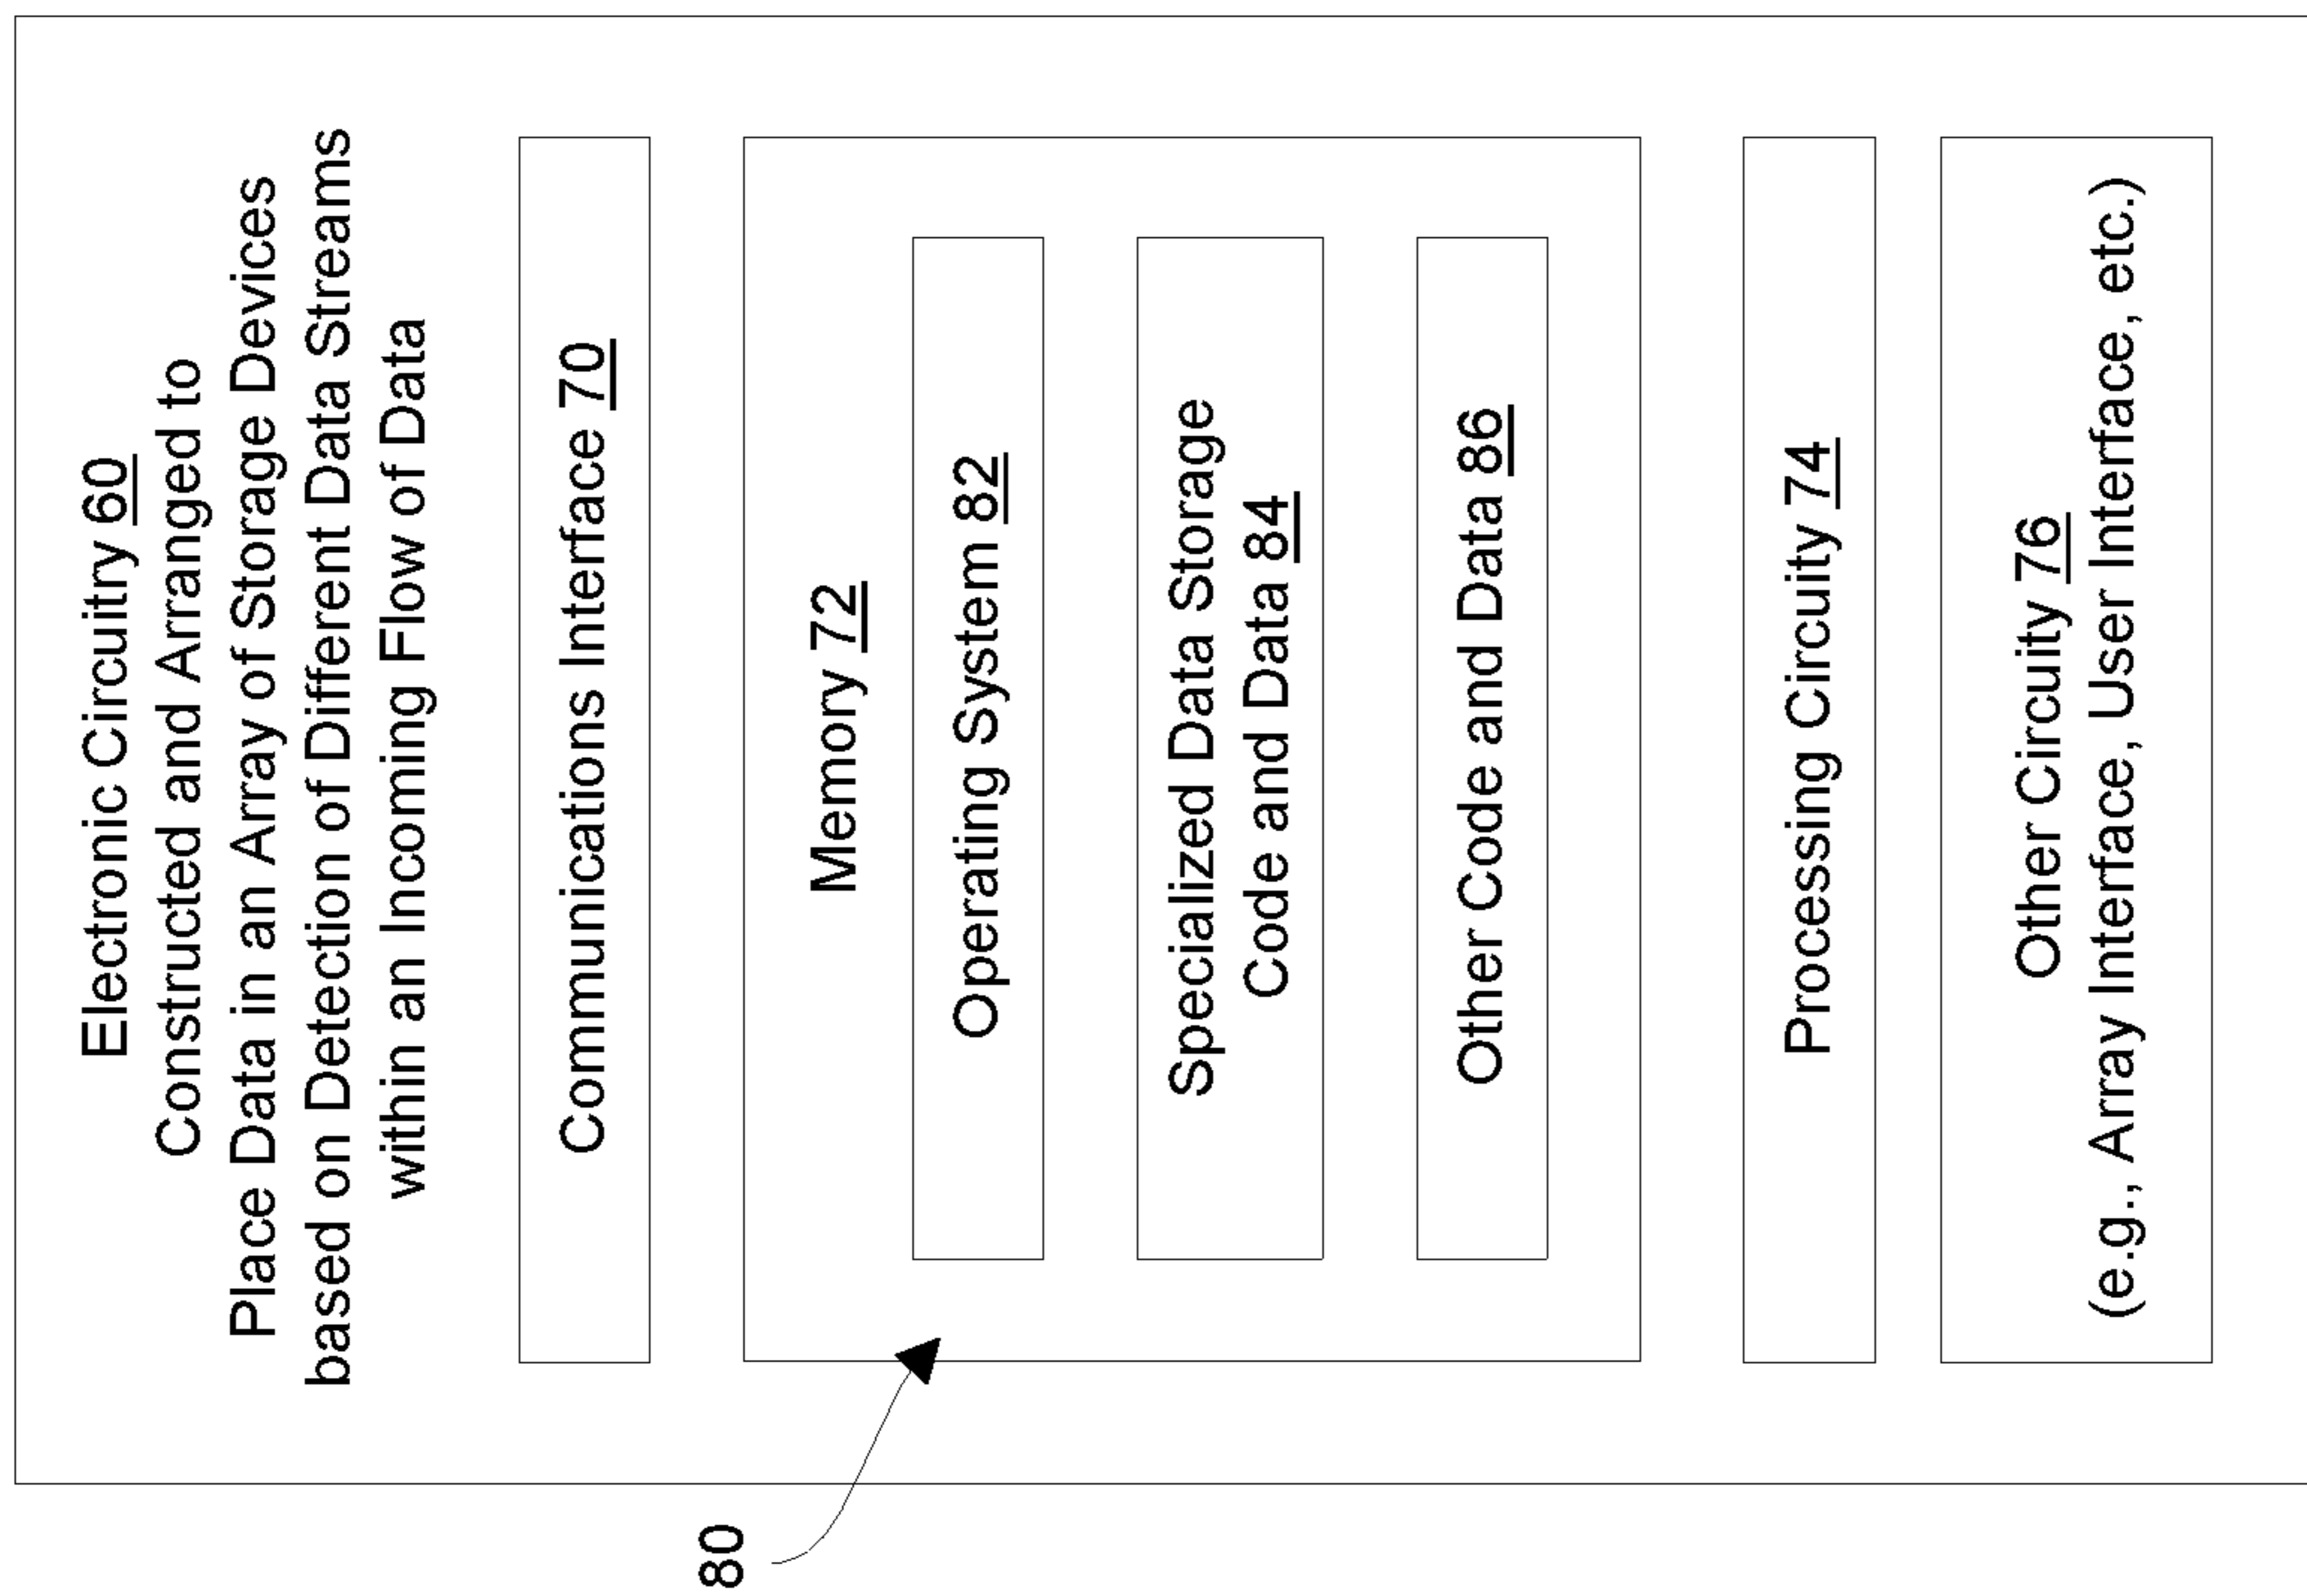 Electronic Circuitry 60
Constructed and Arranged to
Place Data in an Array of Storage Devices
based on Detection of Different Data Streams
within an Incoming Flow of Data
Communications Interface 70
80
Memory 72
Operating System 82
Specialized Data Storage
Code and Data 84
Other Code and Data 86
Processing Circuity 74
Other Circuity 76
(e.g., Array Interface, User Interface, etc.)